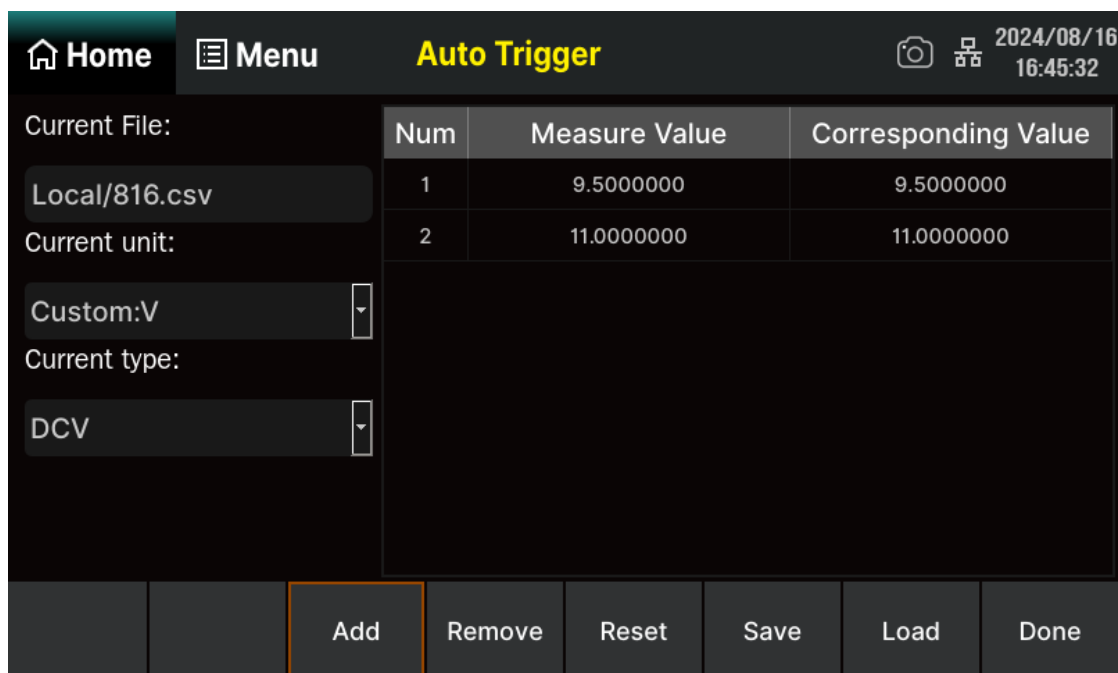 Home Menu Auto Trigger 2024/08/16
16:45:32
Current File:
Local/816.csv
Current unit:
Custom:V
Current type:
DCV
Num Measure Value Corresponding Value
1 9.5000000 9.5000000
2 11.0000000 11.0000000
Add Remove Reset Save Load Done